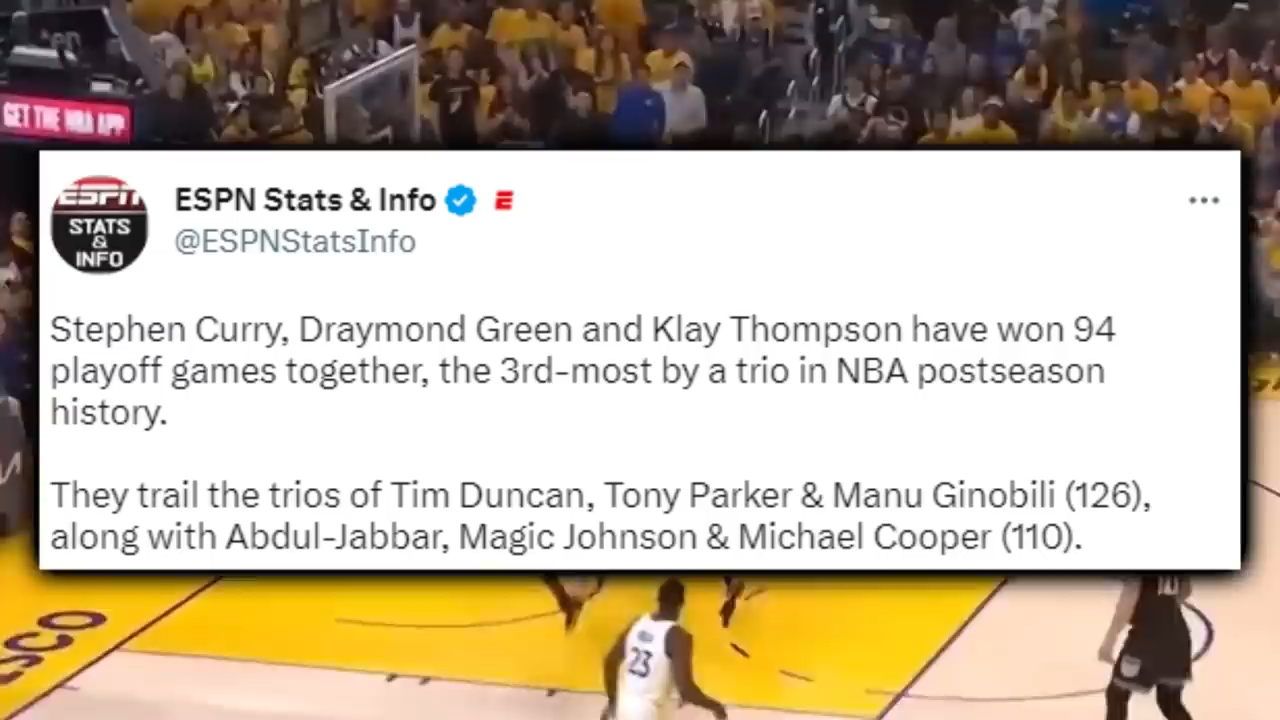 GET THE NBA APP
ESPN Stats & Info
ESPN
STATS
&
INFO
@ESPNStatsInfo
Stephen Curry, Draymond Green and Klay Thompson have won 94
playoff games together, the 3rd-most by a trio in NBA postseason
history.
They trail the trios of Tim Duncan, Tony Parker & Manu Ginobili (126),
along with Abdul-Jabbar, Magic Johnson & Michael Cooper (110).
23